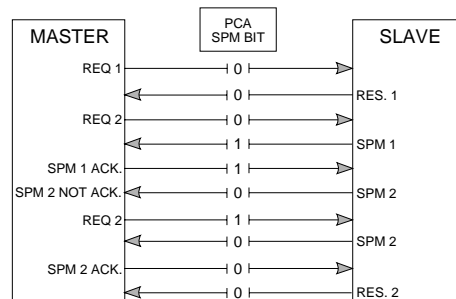 PCA
SPM BIT
MASTER
SLAVE
REQ 1 0
0 RES. 1
REQ 2 0
1 SPM 1
SPM 1 ACK. 1
SPM 2 NOT ACK. 0 SPM 2
REQ 2 1
0 SPM 2
SPM 2 ACK. 0
0 RES. 2